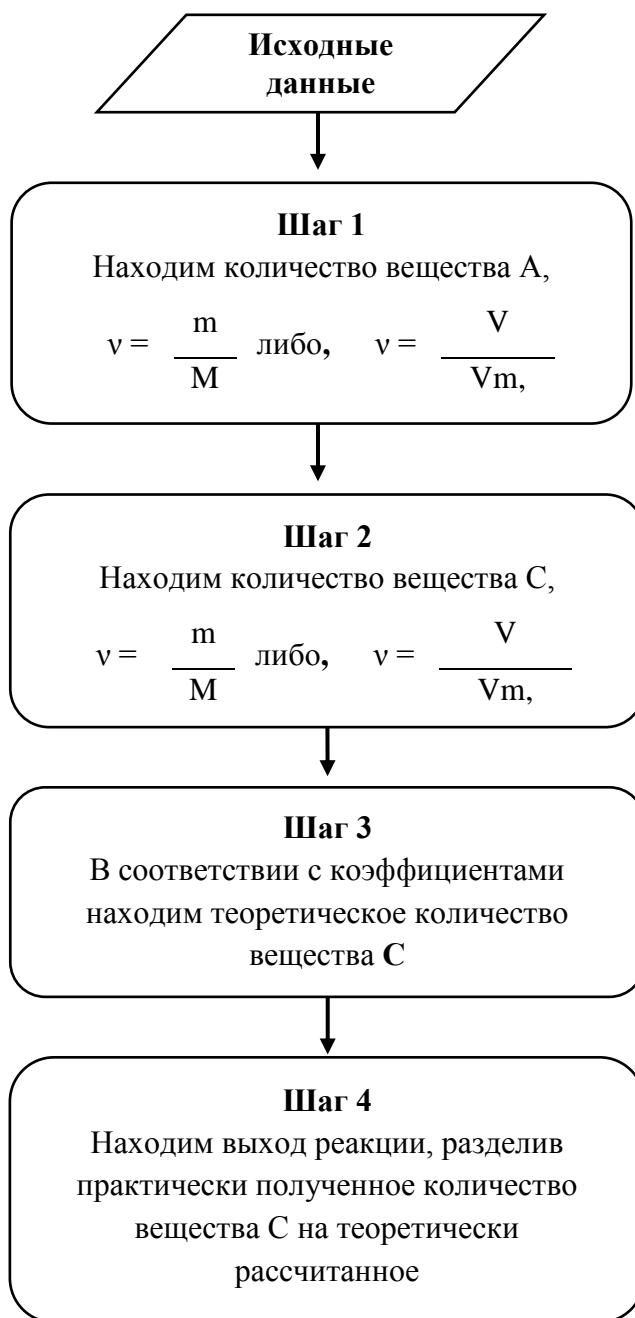 Исходные
данные
Шаг 1
Находим количество вещества А,
m V
ν = либо, ν =
M Vm,
Шаг 2
Находим количество вещества С,
m V
ν = либо, ν =
M Vm,
Шаг 3
В соответствии с коэффициентами
находим теоретическое количество
вещества С
Шаг 4
Находим выход реакции, разделив
практически полученное количество
вещества С на теоретически
рассчитанное